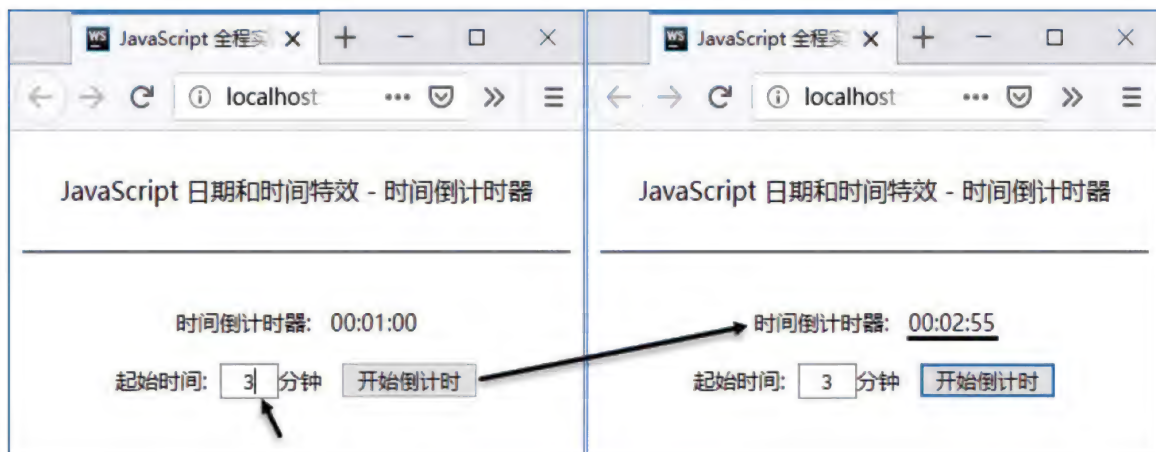 JavaScript 全程实
localhost
JavaScript 日期和时间特效 - 时间倒计时器
时间倒计时器: 00:01:00
起始时间: 3 分钟 开始倒计时
JavaScript 全程实
localhost
JavaScript 日期和时间特效 - 时间倒计时器
时间倒计时器: 00:02:55
起始时间: 3 分钟 开始倒计时